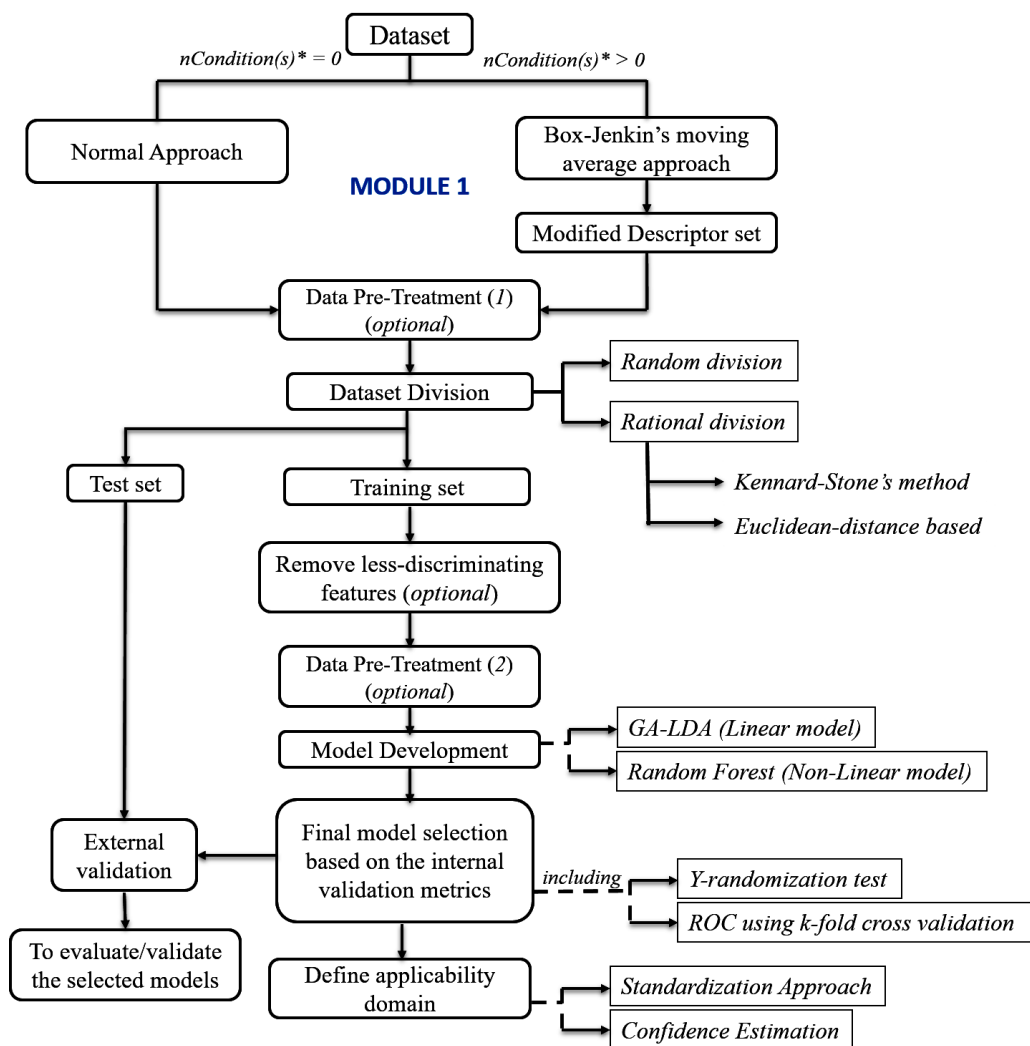 Dataset
nCondition(s)* = 0
nCondition(s)* > 0
Normal Approach
Box-Jenkin’s moving
average approach
MODULE 1
Modified Descriptor set
Data Pre-Treatment (1)
(optional)
Dataset Division
Random division
Rational division
Kennard-Stone’s method
Euclidean-distance based
Test set
Training set
Remove less-discriminating
features (optional)
Data Pre-Treatment (2)
(optional)
Model Development
GA-LDA (Linear model)
Random Forest (Non-Linear model)
External
validation
Final model selection
based on the internal
validation metrics
including
Y-randomization test
ROC using k-fold cross validation
To evaluate/validate
the selected models
Define applicability
domain
Standardization Approach
Confidence Estimation